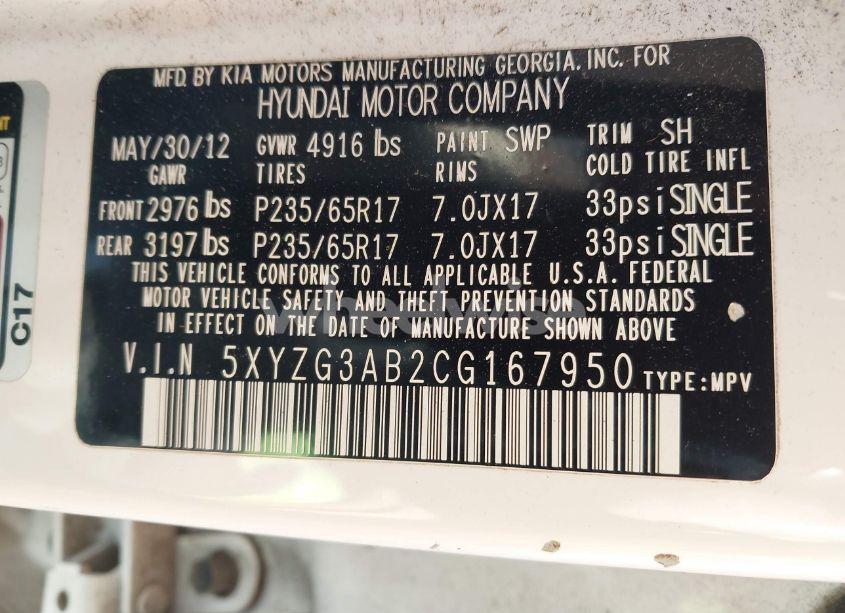 MFD. BY KIA MOTORS MANUFACTURING GEORGIA. INC. FOR
HYUNDAI MOTOR COMPANY
MAY/30/12 GVWR 4916 lbs PAINT SWP TRIM SH
GAWR TIRES RIMS COLD TIRE INFL
FRONT 2976 lbs P235/65R17 7.0JX17 33psi SINGLE
REAR 3197 lbs P235/65R17 7.0JX17 33psi SINGLE
THIS VEHICLE CONFORMS TO ALL APPLICABLE U.S.A. FEDERAL
MOTOR VEHICLE SAFETY AND THEFT PREVENTION STANDARDS
IN EFFECT ON THE DATE OF MANUFACTURE SHOWN ABOVE
V.I.N 5XYZG3AB2CG167950 TYPE:MPV
C17